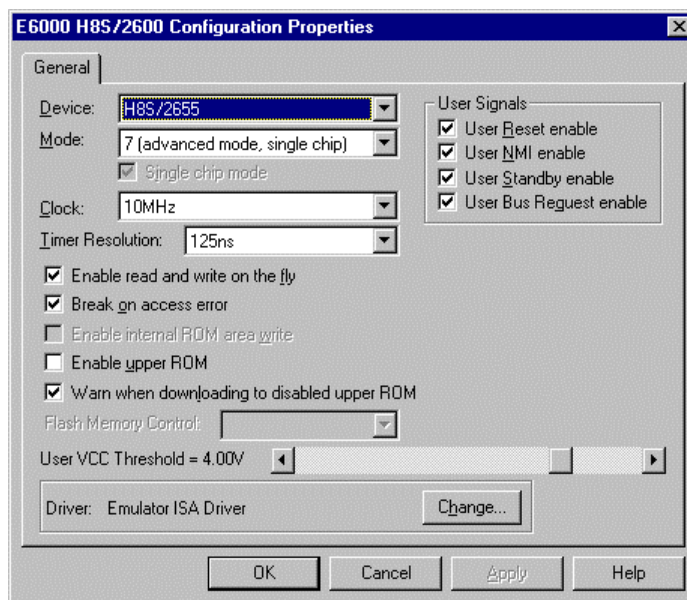 E6000 H8S/2600 Configuration Properties
General
Device: H8S/2655
Mode: 7 (advanced mode, single chip)
Single chip mode
Clock: 10MHz
Timer Resolution: 125ns
Enable read and write on the fly
Break on access error
Enable internal ROM area write
Enable upper ROM
Warn when downloading to disabled upper ROM
Flash Memory Control:
User VCC Threshold = 4.00V
Driver: Emulator ISA Driver
Change...
User Signals
User Reset enable
User NMI enable
User Standby enable
User Bus Reguest enable
OK Cancel Apply Help